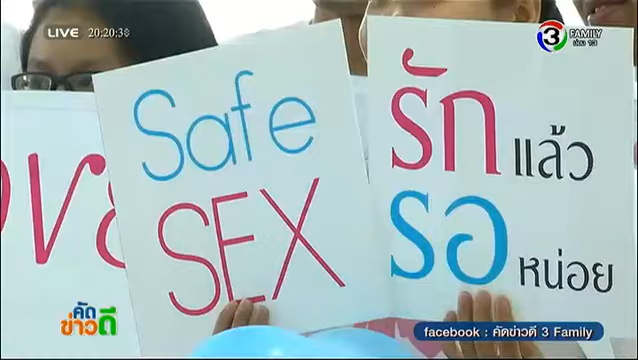 LIVE 20:20:3
3 FAMILY
ช่อง 13
Safe
SEX
รักแล้ว
รอหน่อย
คัด
ข่าวดี
facebook : คัดข่าวดี 3 Family